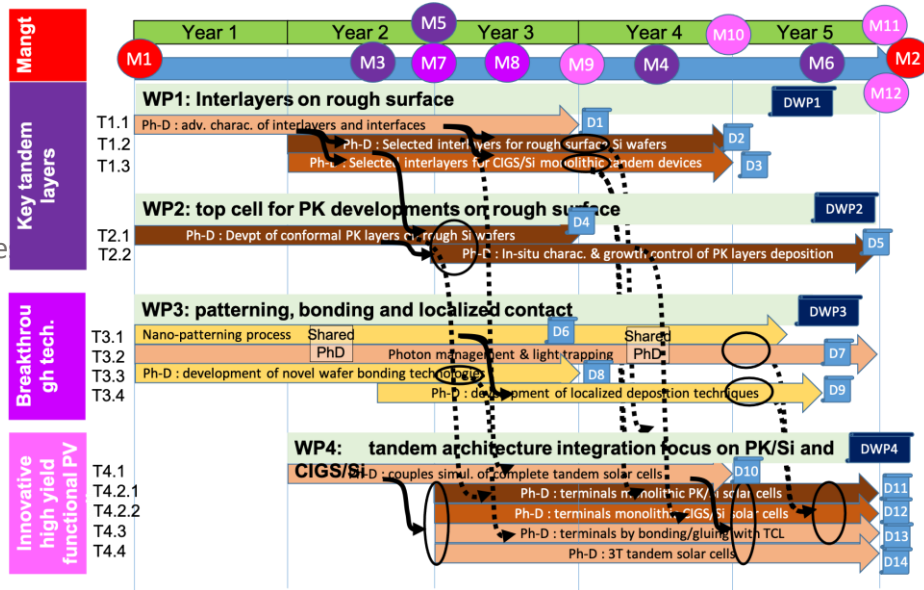 M5
M11
Year 1
Year 2
Year 3
Year 4
M10
Year 5
Mangt
M1
M3
M7
M8
M9
M4
M6
M2
M12
Key tandem
layers
WP1: Interlayers on rough surface
DWP1
T1.1
Ph-D : adv. charac. of interlayers and interfaces
D1
T1.2
Ph-D : Selected interlayers for rough surface Si wafers
D2
T1.3
Ph-D : Selected interlayers for CIGS/Si monolithic tandem devices
D3
WP2: top cell for PK developments on rough surface
DWP2
D4
T2.1
Ph-D : Devpt of conformal PK layers on rough Si wafers
D5
T2.2
Ph-D : In-situ charac. & growth control of PK layers deposition
Breakthrou
gh tech.
WP3: patterning, bonding and localized contact
DWP3
T3.1
Nano-patterning process
Shared
PhD
D6
Shared
PhD
T3.2
Photon management & light trapping
D7
T3.3
Ph-D : development of novel wafer bonding technologies
D8
T3.4
Ph-D : development of localized deposition techniques
D9
Innovative
high yield
functional PV
WP4: tandem architecture integration focus on PK/Si and
CIGS/Si
DWP4
T4.1
Ph-D : couples simul. of complete tandem solar cells
D10
T4.2.1
Ph-D : terminals monolithic PK/Si solar cells
D11
T4.2.2
Ph-D : terminals monolithic CIGS/Si solar cells
D12
T4.3
Ph-D : terminals by bonding/gluing with TCL
D13
T4.4
Ph-D : 3T tandem solar cells
D14